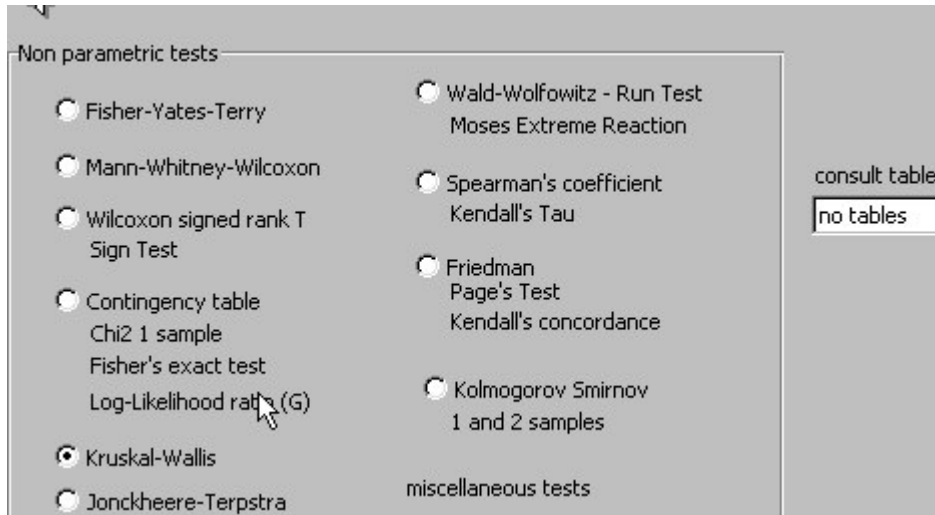 Non parametric tests
Fisher-Yates-Terry
Mann-Whitney-Wilcoxon
Wilcoxon signed rank T
Sign Test
Contingency table
Chi2 1 sample
Fisher's exact test
Log-Likelihood ratio (G)
Kruskal-Wallis
Jonckheere-Terpstra
Wald-Wolfowitz - Run Test
Moses Extreme Reaction
Spearman's coefficient
Kendall's Tau
Friedman
Page's Test
Kendall's concordance
Kolmogorov Smirnov
1 and 2 samples
miscellaneous tests
consult table
no tables